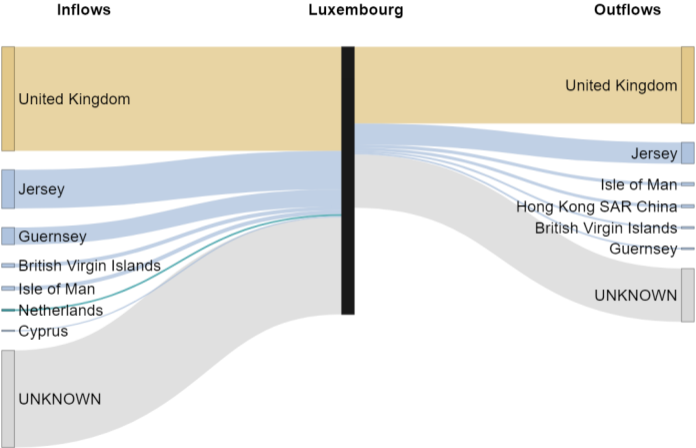 Inflows
Luxembourg
Outflows
United Kingdom
Jersey
Guernsey
British Virgin Islands
Isle of Man
Netherlands
Cyprus
UNKNOWN
United Kingdom
Jersey
Isle of Man
Hong Kong SAR China
British Virgin Islands
Guernsey
UNKNOWN